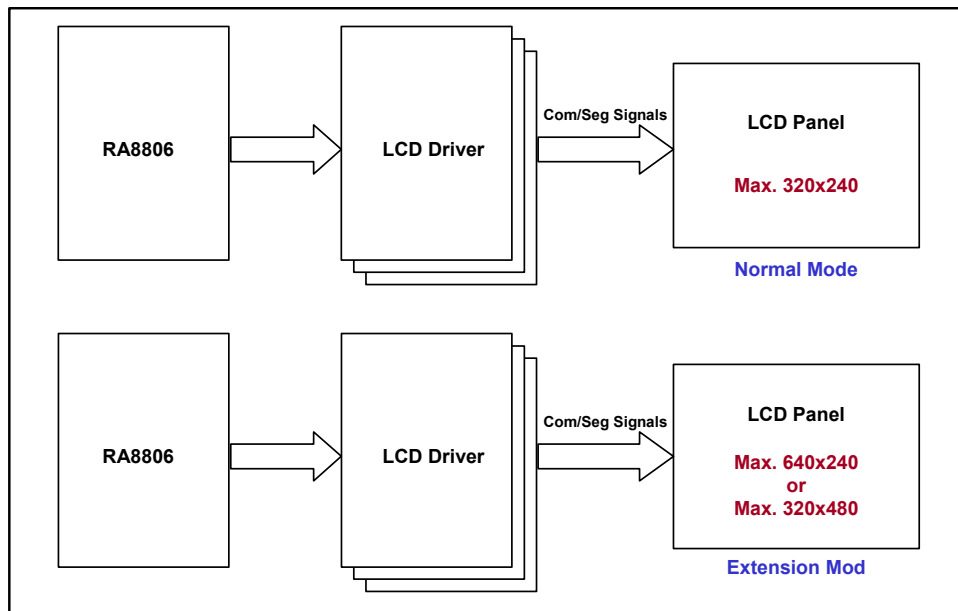 RA8806
LCD Driver
Com/Seg Signals
LCD Panel
Max. 320x240
Normal Mode
RA8806
LCD Driver
Com/Seg Signals
LCD Panel
Max. 640x240
or
Max. 320x480
Extension Mod